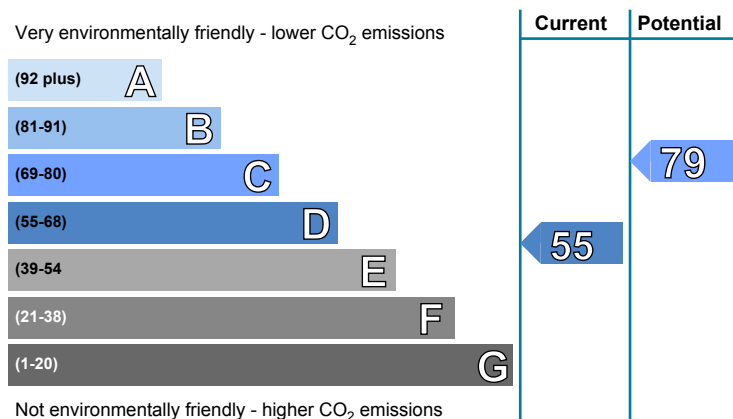 Current Potential
Very environmentally friendly - lower CO₂ emissions
(92 plus) A
(81-91) B
(69-80) C
79
(55-68) D
55
(39-54 E
(21-38) F
(1-20) G
Not environmentally friendly - higher CO₂ emissions